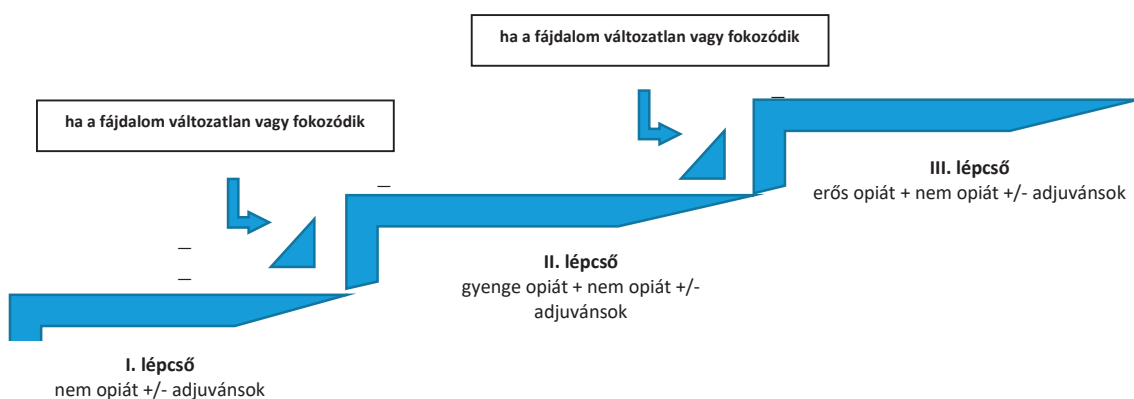 ha a fájdalom változatlan vagy fokozódik
ha a fájdalom változatlan vagy fokozódik
III. lépcső
erős opiát + nem opiát +/- adjuvánsok
II. lépcső
gyenge opiát + nem opiát +/-
adjuvánsok
I. lépcső
nem opiát +/- adjuvánsok